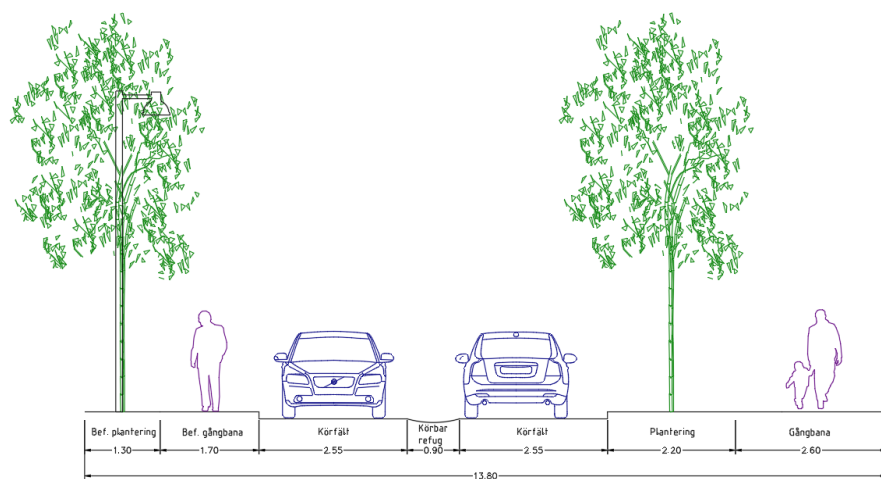 Bef. plantering
Bef. gångbana
Körfält
Körbar
refug
Körfält
Plantering
Gångbana
1.30
1.70
2.55
0.90
2.55
2.20
2.60
13.80